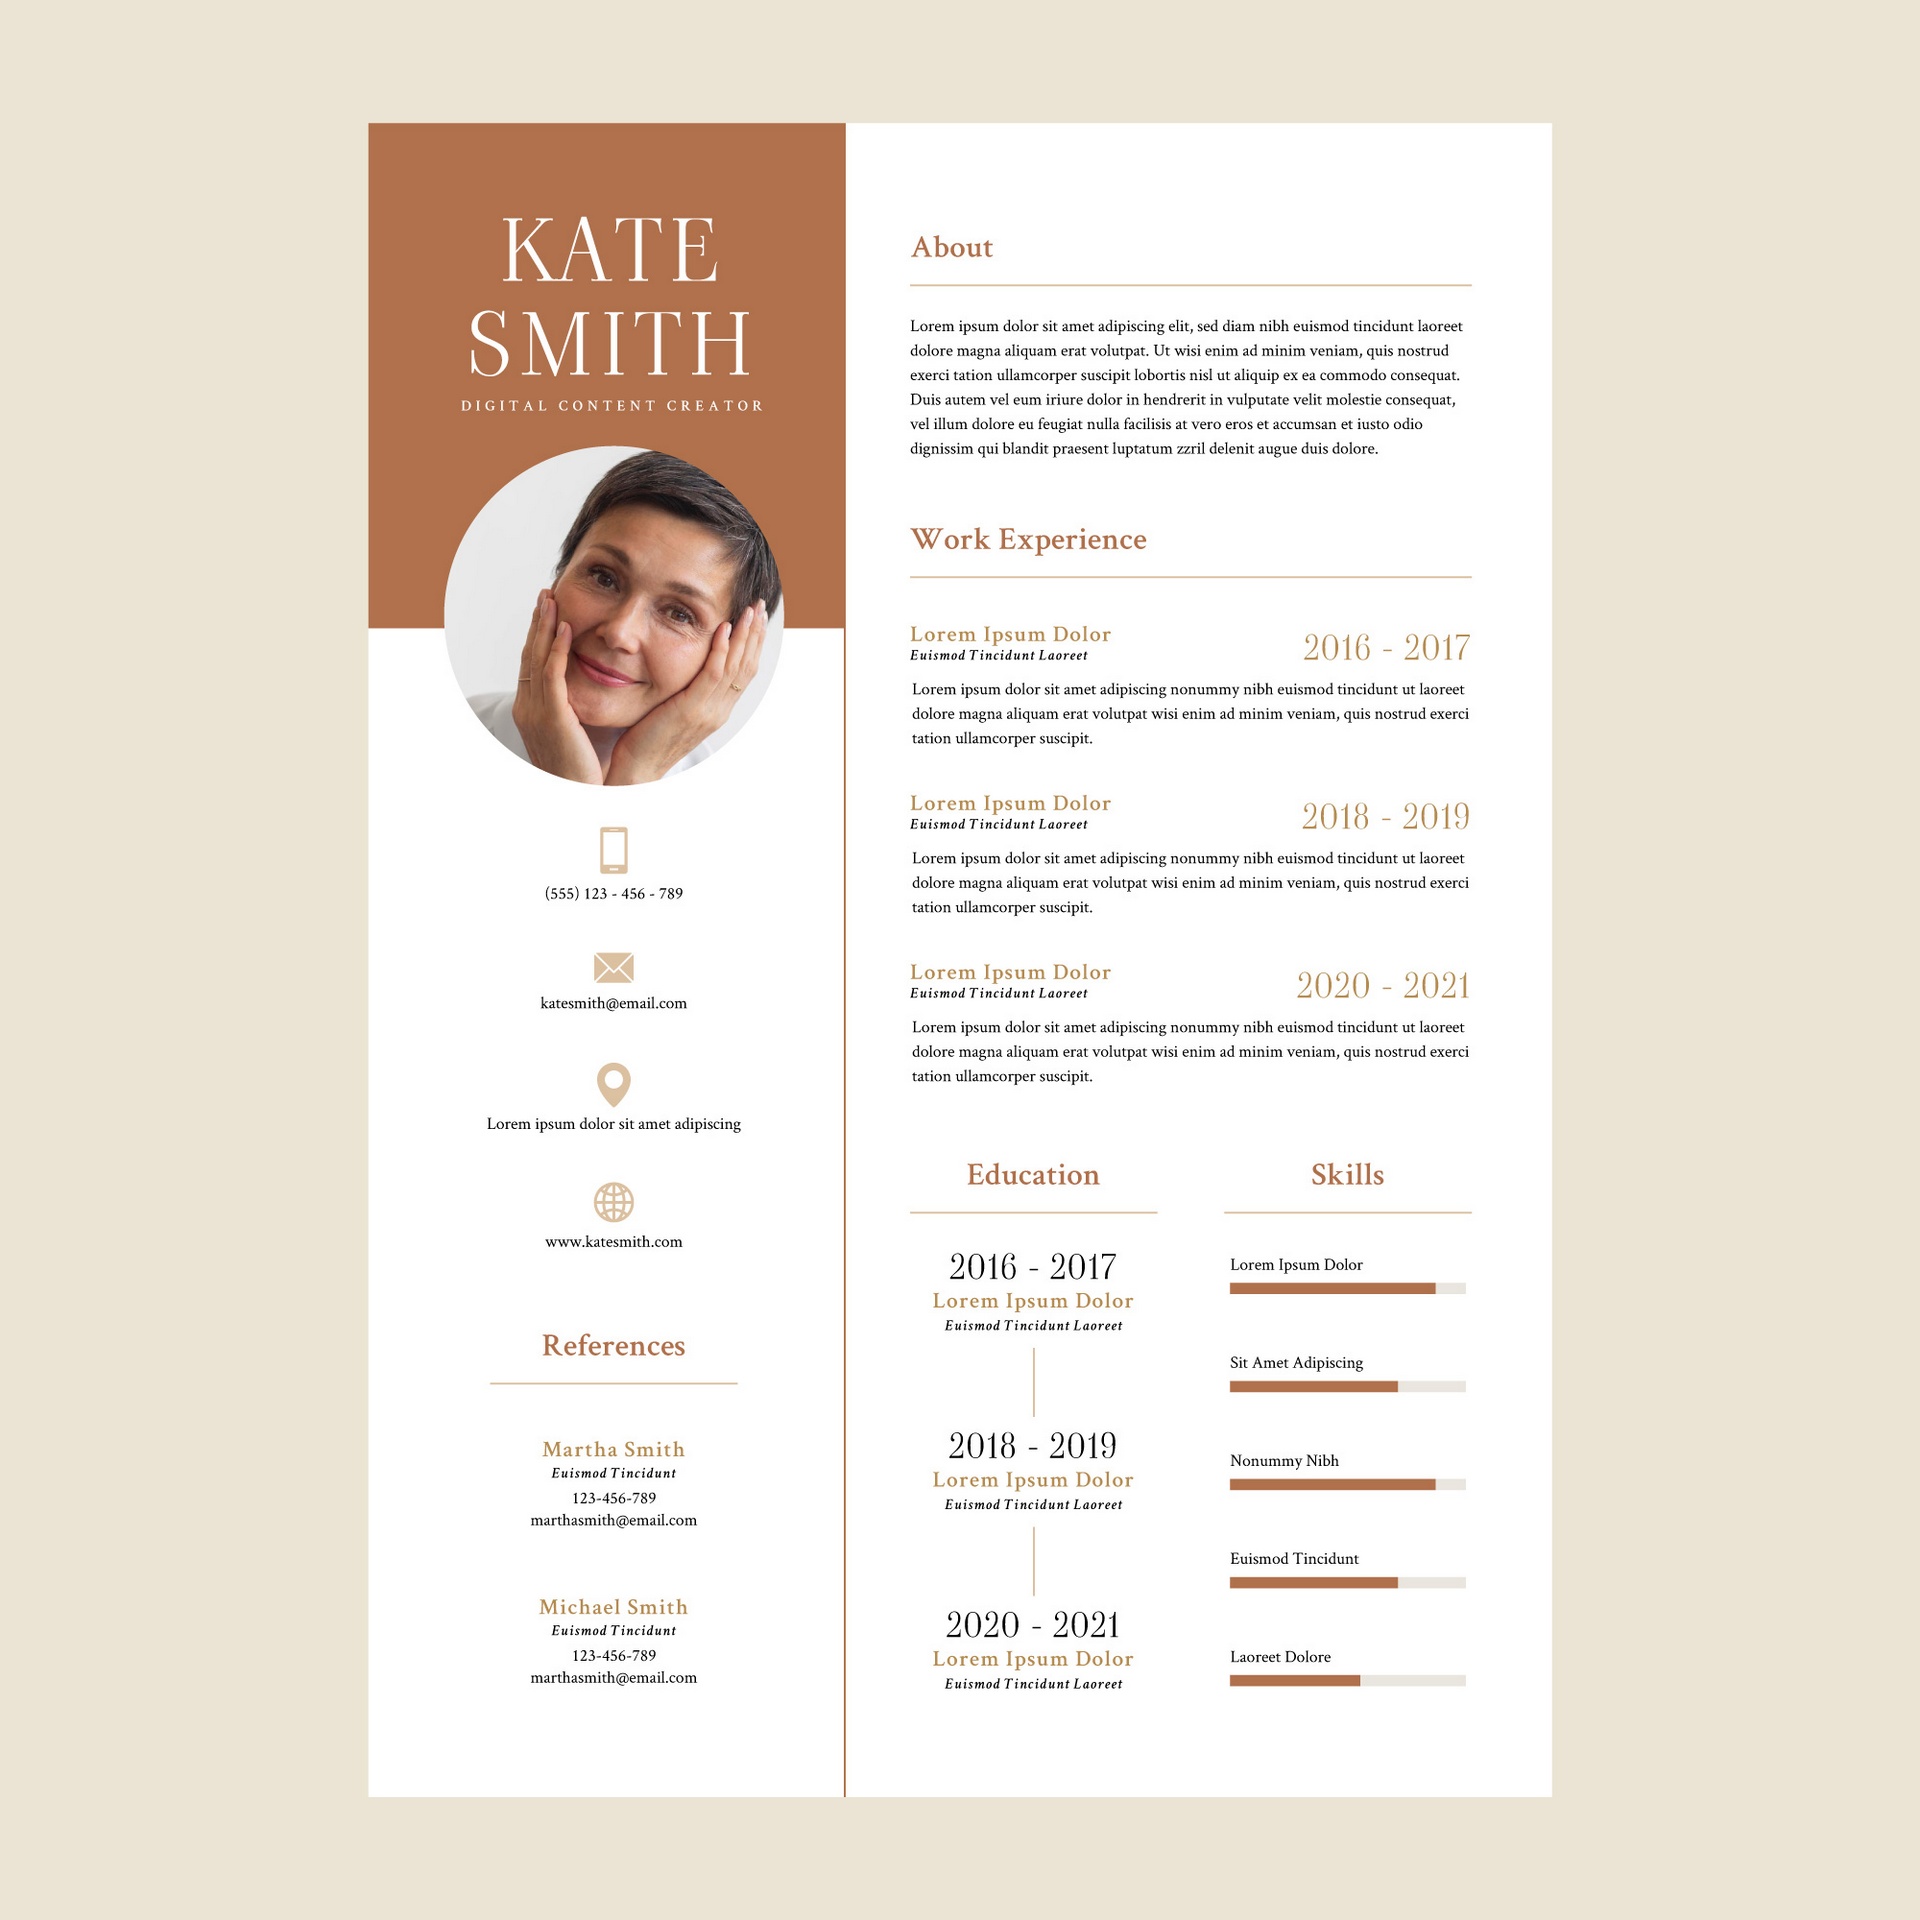 KATE
SMITH
DIGITAL CONTENT CREATOR
(555) 123 - 456 - 789
katesmith@email.com
Lorem ipsum dolor sit amet adipiscing
www.katesmith.com
References
Martha Smith
Euismod Tincidunt
123-456-789
marthasmith@email.com
Michael Smith
Euismod Tincidunt
123-456-789
marthasmith@email.com
About
Lorem ipsum dolor sit amet adipiscing elit, sed diam nibh euismod tincidunt laoreet
dolore magna aliquam erat volutpat. Ut wisi enim ad minim veniam, quis nostrud
exerci tation ullamcorper suscipit lobortis nisl ut aliquip ex ea commodo consequat.
Duis autem vel eum iriure dolor in hendrerit in vulputate velit molestie consequat,
vel illum dolore eu feugiat nulla facilisis at vero eros et accumsan et iusto odio
dignissim qui blandit praesent luptatum zzril delenit augue duis dolore.
Work Experience
Lorem Ipsum Dolor
Euismod Tincidunt Laoreet
2016 - 2017
Lorem ipsum dolor sit amet adipiscing nonummy nibh euismod tincidunt ut laoreet
dolore magna aliquam erat volutpat wisi enim ad minim veniam, quis nostrud exerci
tation ullamcorper suscipit.
Lorem Ipsum Dolor
Euismod Tincidunt Laoreet
2018 - 2019
Lorem ipsum dolor sit amet adipiscing nonummy nibh euismod tincidunt ut laoreet
dolore magna aliquam erat volutpat wisi enim ad minim veniam, quis nostrud exerci
tation ullamcorper suscipit.
Lorem Ipsum Dolor
Euismod Tincidunt Laoreet
2020 - 2021
Lorem ipsum dolor sit amet adipiscing nonummy nibh euismod tincidunt ut laoreet
dolore magna aliquam erat volutpat wisi enim ad minim veniam, quis nostrud exerci
tation ullamcorper suscipit.
Education
2016 - 2017
Lorem Ipsum Dolor
Euismod Tincidunt Laoreet
2018 - 2019
Lorem Ipsum Dolor
Euismod Tincidunt Laoreet
2020 - 2021
Lorem Ipsum Dolor
Euismod Tincidunt Laoreet
Skills
Lorem Ipsum Dolor
Sit Amet Adipiscing
Nonummy Nibh
Euismod Tincidunt
Laoreet Dolore